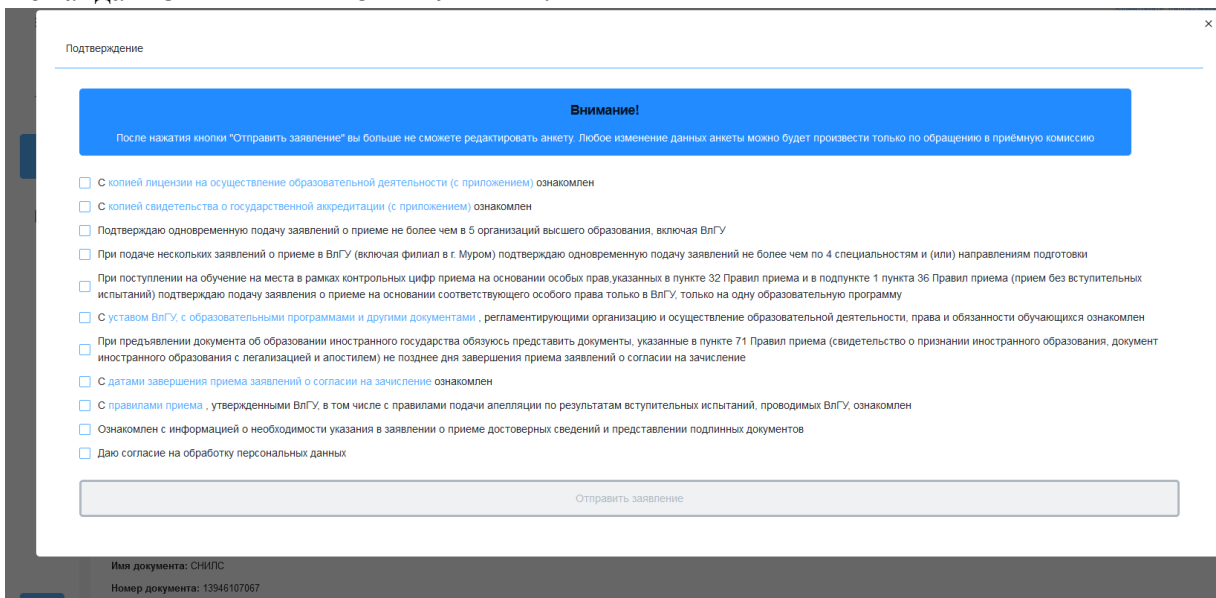 ×
Подтверждение
Внимание!
После нажатия кнопки "Отправить заявление" вы больше не сможете редактировать анкету. Любое изменение данных анкеты можно будет произвести только по обращению в приёмную комиссию
С копией лицензии на осуществление образовательной деятельности (с приложением) ознакомлен
С копией свидетельства о государственной аккредитации (с приложением) ознакомлен
Подтверждаю одновременную подачу заявлений о приеме не более чем в 5 организаций высшего образования, включая ВлГУ
При подаче нескольких заявлений о приеме в ВлГУ (включая филиал в г. Муром) подтверждаю одновременную подачу заявлений не более чем по 4 специальностям и (или) направлениям подготовки
При поступлении на обучение на места в рамках контрольных цифр приема на основании особых прав,указанных в пункте 32 Правил приема и в подпункте 1 пункта 36 Правил приема (прием без вступительных
испытаний) подтверждаю подачу заявления о приеме на основании соответствующего особого права только в ВлГУ, только на одну образовательную программу
С уставом ВлГУ, с образовательными программами и другими документами , регламентирующими организацию и осуществление образовательной деятельности, права и обязанности обучающихся ознакомлен
При предъявлении документа об образовании иностранного государства обязуюсь представить документы, указанные в пункте 71 Правил приема (свидетельство о признании иностранного образования, документ
иностранного образования с легализацией и апостилем) не позднее дня завершения приема заявлений о согласии на зачисление
С датами завершения приема заявлений о согласии на зачисление ознакомлен
С правилами приема , утвержденными ВлГУ, в том числе с правилами подачи апелляции по результатам вступительных испытаний, проводимых ВлГУ, ознакомлен
Ознакомлен с информацией о необходимости указания в заявлении о приеме достоверных сведений и представлении подлинных документов
Даю согласие на обработку персональных данных
Отправить заявление
Имя документа: СНИЛС
Номер документа: 13946107067